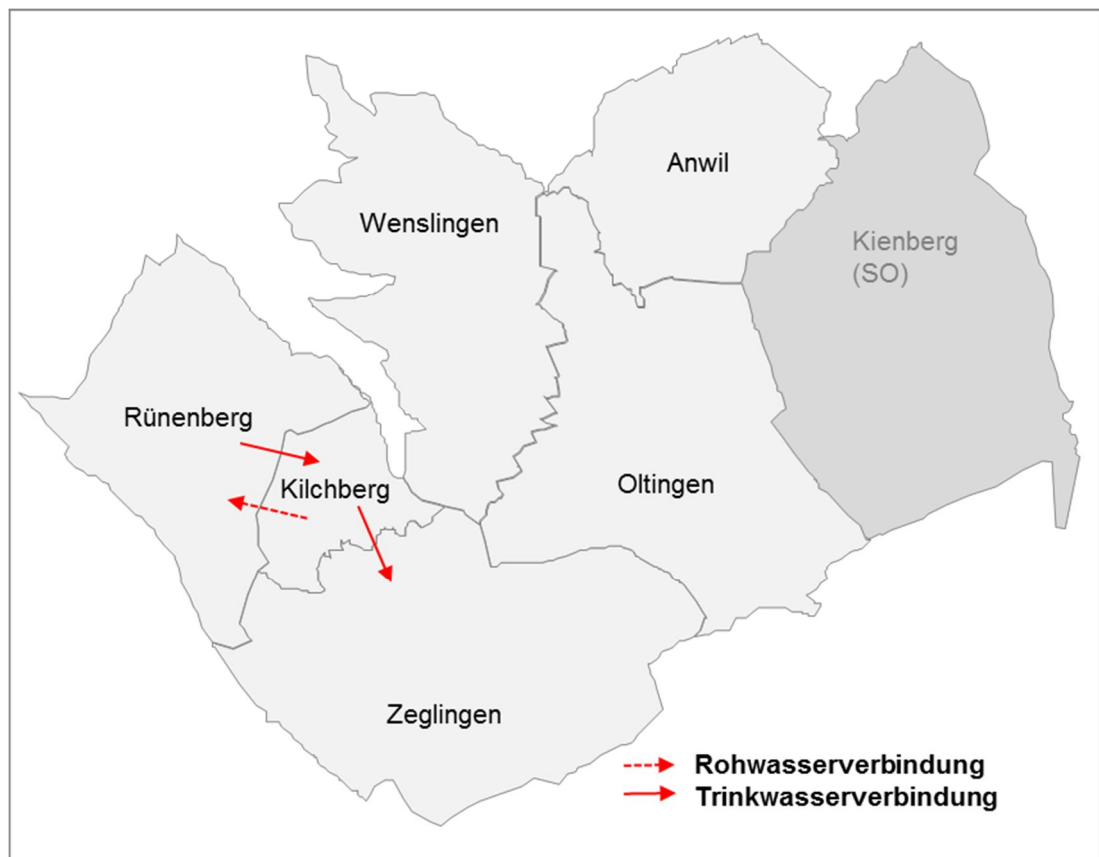 Anwil
Wenslingen
Kienberg
(SO)
Rünenberg
Kilchberg
Oltingen
Zeglingen
Rohwasserverbindung
Trinkwasserverbindung